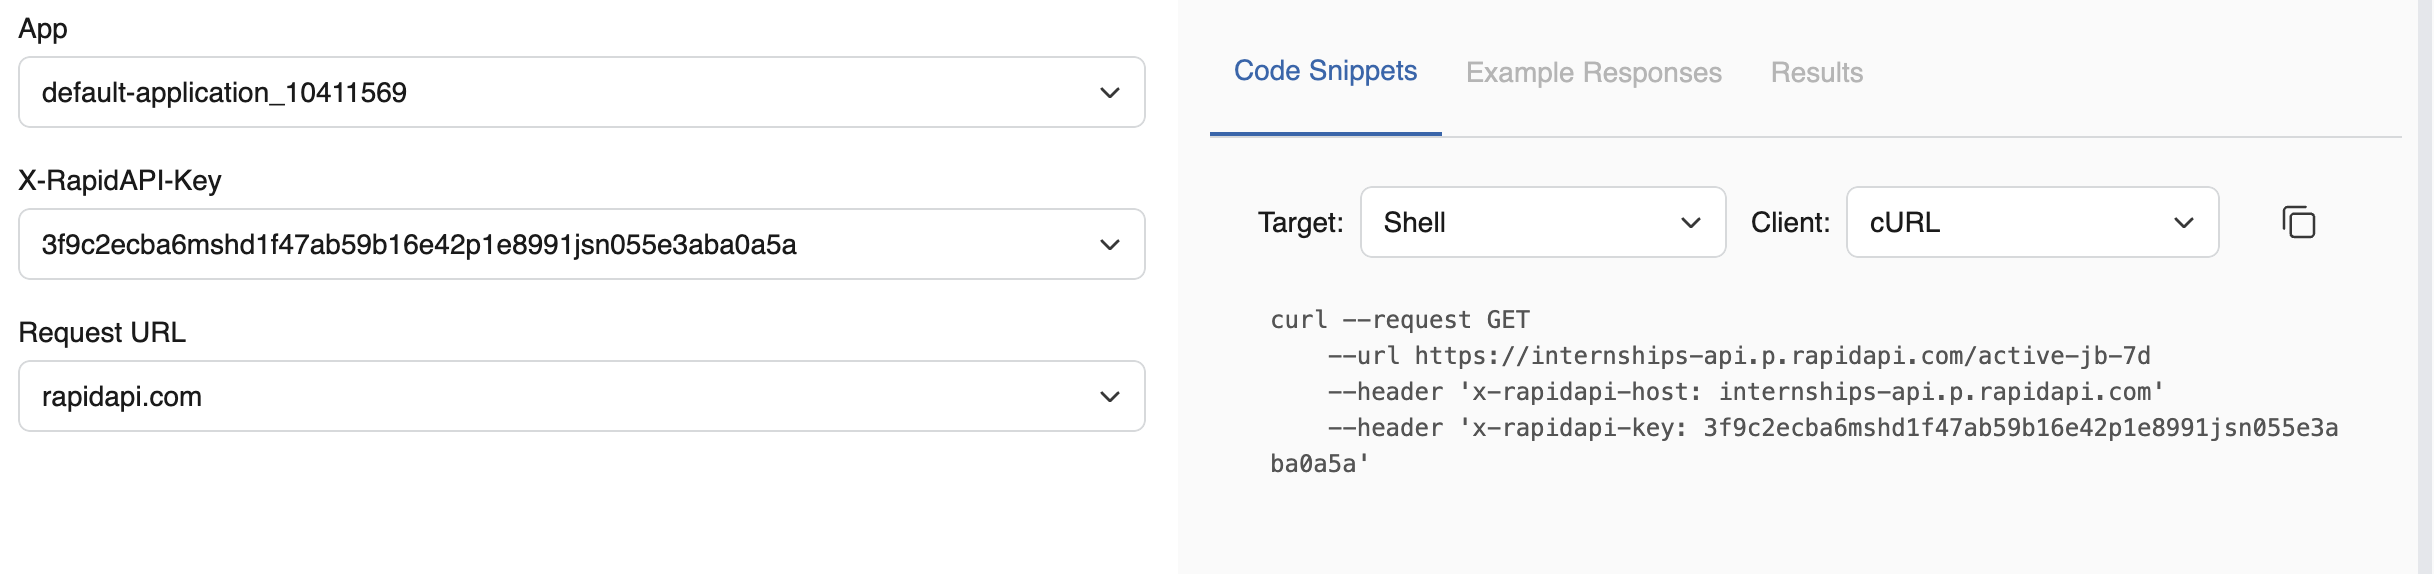 App
default-application_10411569
X-RapidAPI-Key
3f9c2ecba6mshd1f47ab59b16e42p1e8991jsn055e3aba0a5a
Request URL
rapidapi.com
Code Snippets Example Responses Results
Target: Shell Client: cURL
curl --request GET
--url https://internships-api.p.rapidapi.com/active-jb-7d
--header 'x-rapidapi-host: internships-api.p.rapidapi.com'
--header 'x-rapidapi-key: 3f9c2ecba6mshd1f47ab59b16e42p1e8991jsn055e3a
ba0a5a'